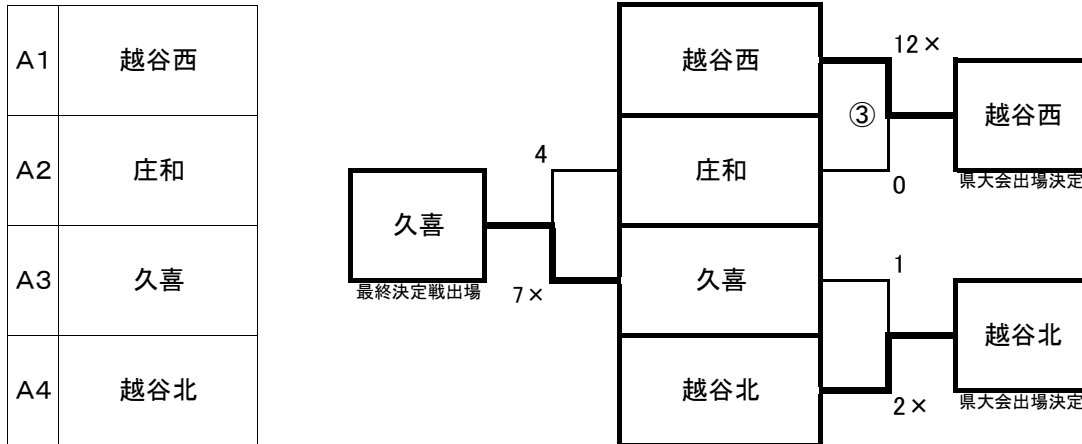 A1 越谷西
A2 庄和
A3 久喜
A4 越谷北
久喜
最終決定戦出場
4
7×
越谷西
庄和
久喜
越谷北
12×
③
0
1
2×
越谷西
県大会出場決定
越谷北
県大会出場決定